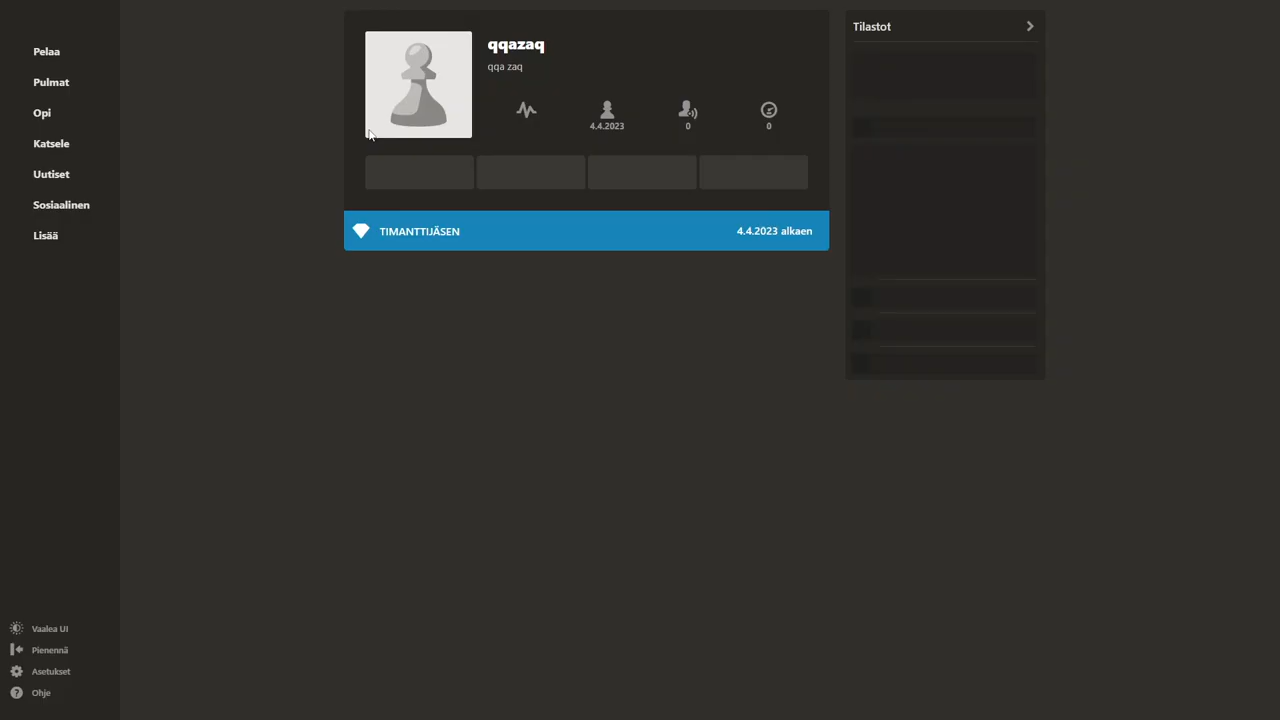 Pelaa
Pulmat
Opi
Katsele
Uutiset
Sosiaalinen
Lisää
Vaalea UI
Pienennä
Asetukset
Ohje
qqazaq
qqa zaq
4.4.2023
0
0
TIMANTTIJÄSEN
4.4.2023 alkaen
Tilastot